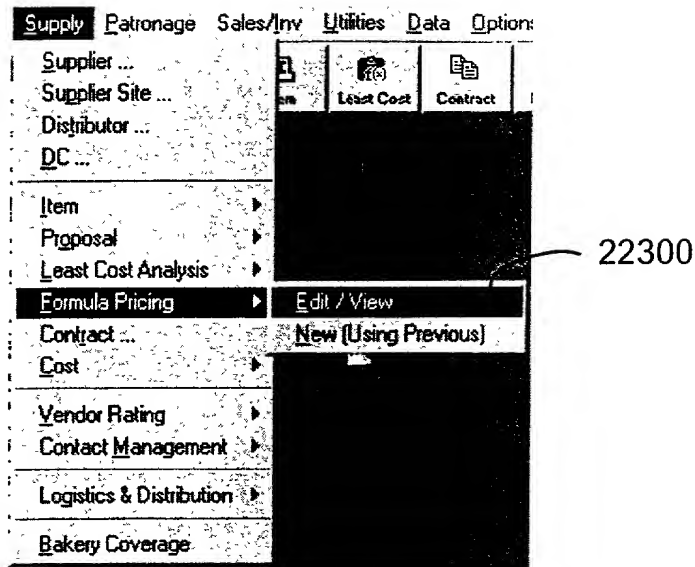 Supply Patronage Sales/Inv Utilities Data Option
Supplier ...
Supplier Site ...
Distributor ...
DC ...
Least Cost
Contract
Item
Proposal
Least Cost Analysis
Formula Pricing
Edit / View
22300
Contract ...
New (Using Previous)
Cost
Vendor Rating
Contact Management
Logistics & Distribution
Bakery Coverage